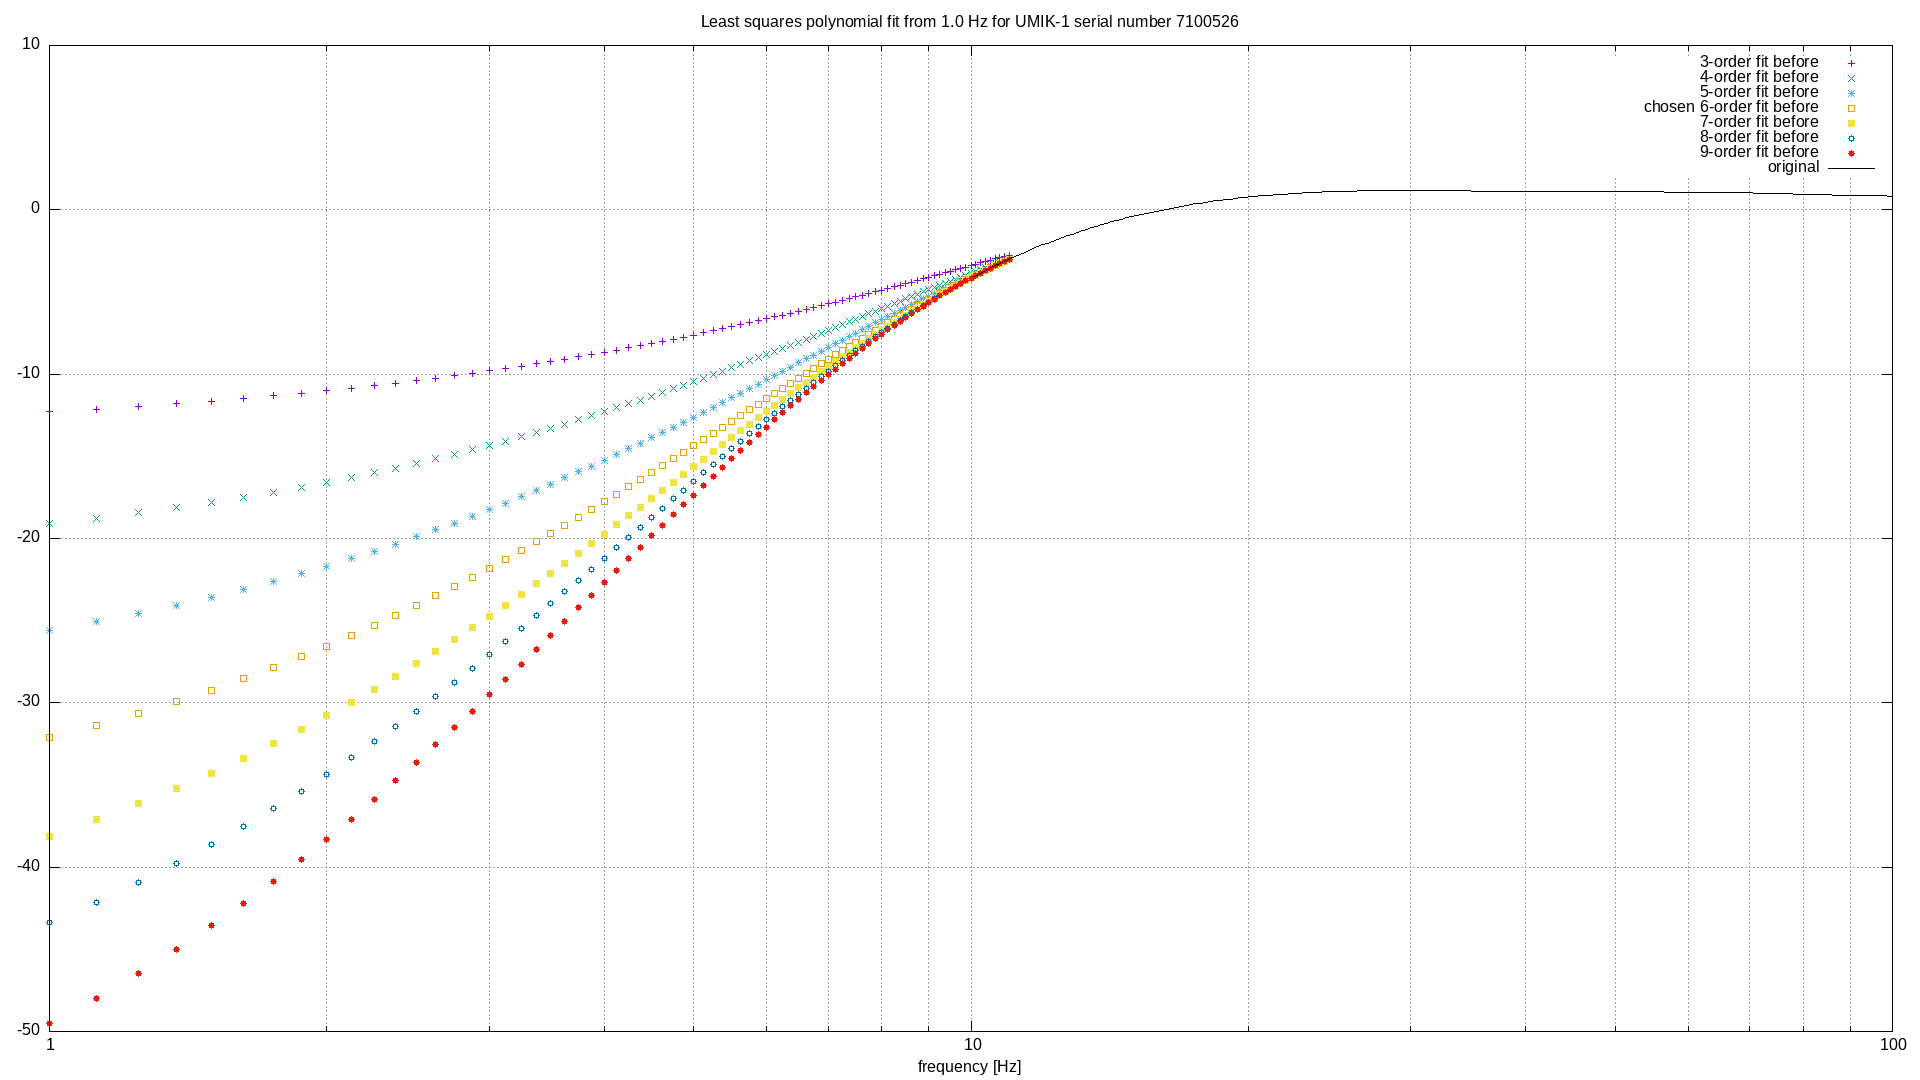 Least squares polynomial fit from 1.0 Hz for UMIK-1 serial number 7100526
10
0
-10
-20
-30
-40
-50
3-order fit before
4-order fit before
5-order fit before
chosen 6-order fit before
7-order fit before
8-order fit before
9-order fit before
original
1
10
100
frequency [Hz]